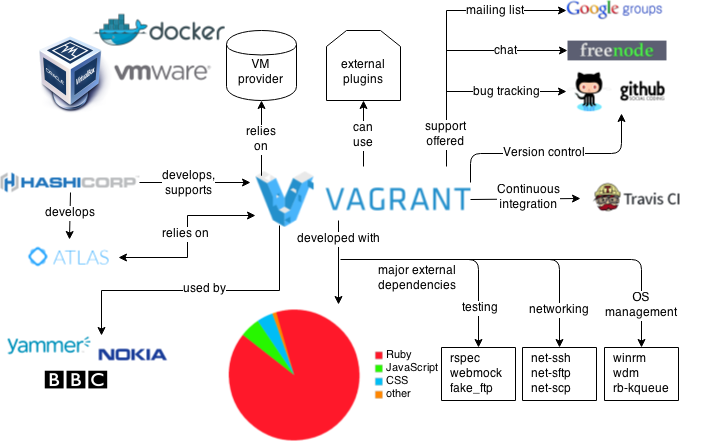 docker
vmware
ORACLE
VirtualBox
VM
provider
external
plugins
mailing list
Google groups
chat
freenode
bug tracking
github
SOCIAL CODING
support
offered
relies
on
can
use
Version control
HASHICORP
develops,
supports
VAGRANT
Continuous
integration
Travis CI
develops
relies on
ATLAS
developed with
major external
dependencies
used by
testing
networking
OS
management
yammer
NOKIA
BBC
Ruby
JavaScript
CSS
other
rspec
webmock
fake_ftp
net-ssh
net-sftp
net-scp
winrm
wdm
rb-kqueue